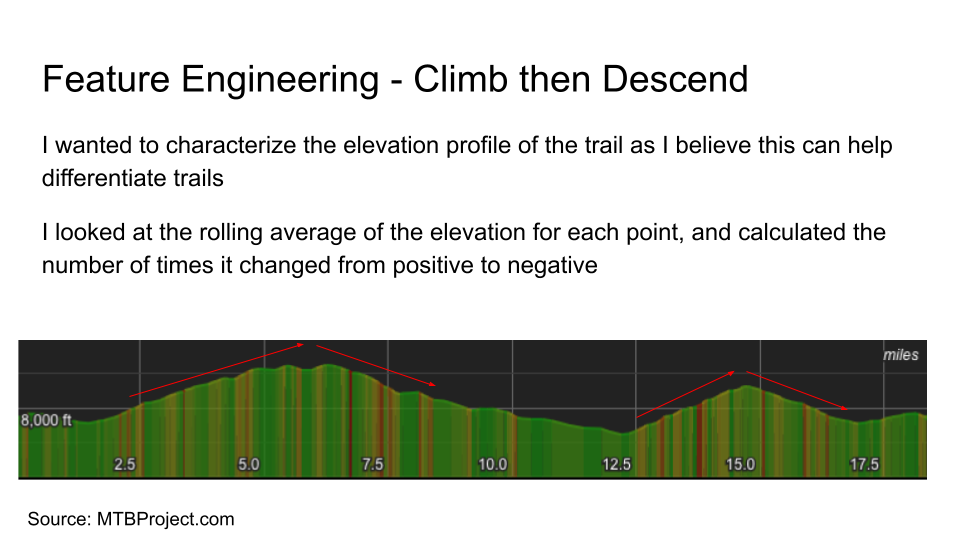 Feature Engineering - Climb then Descend
I wanted to characterize the elevation profile of the trail as I believe this can help
differentiate trails
I looked at the rolling average of the elevation for each point, and calculated the
number of times it changed from positive to negative
miles
8,000 ft
2.5 5.0 7.5 10.0 12.5 15.0 17.5
Source: MTBProject.com